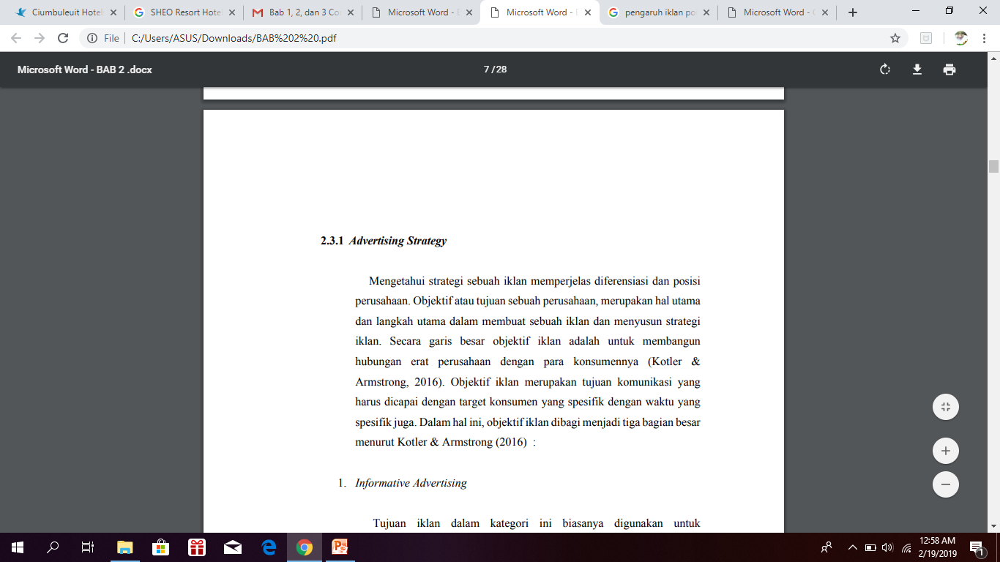 Ciumbuleuit Hote
SHEO Resort Hote
Bab 1, 2, dan 3 Co
Microsoft Word -
Microsoft Word -
pengaruh iklan po
Microsoft Word -
File
C:/Users/ASUS/Downloads/BAB%202%20.pdf
Microsoft Word - BAB 2 .docx
7 / 28
2.3.1 Advertising Strategy
Mengetahui strategi sebuah iklan memperjelas diferensiasi dan posisi
perusahaan. Objektif atau tujuan sebuah perusahaan, merupakan hal utama
dan langkah utama dalam membuat sebuah iklan dan menyusun strategi
iklan. Secara garis besar objektif iklan adalah untuk membangun
hubungan erat perusahaan dengan para konsumennya (Kotler &
Armstrong, 2016). Objektif iklan merupakan tujuan komunikasi yang
harus dicapai dengan target konsumen yang spesifik dengan waktu yang
spesifik juga. Dalam hal ini, objektif iklan dibagi menjadi tiga bagian besar
menurut Kotler & Armstrong (2016) :
1. Informative Advertising
Tujuan iklan dalam kategori ini biasanya digunakan untuk
12:58 AM
2/19/2019
1